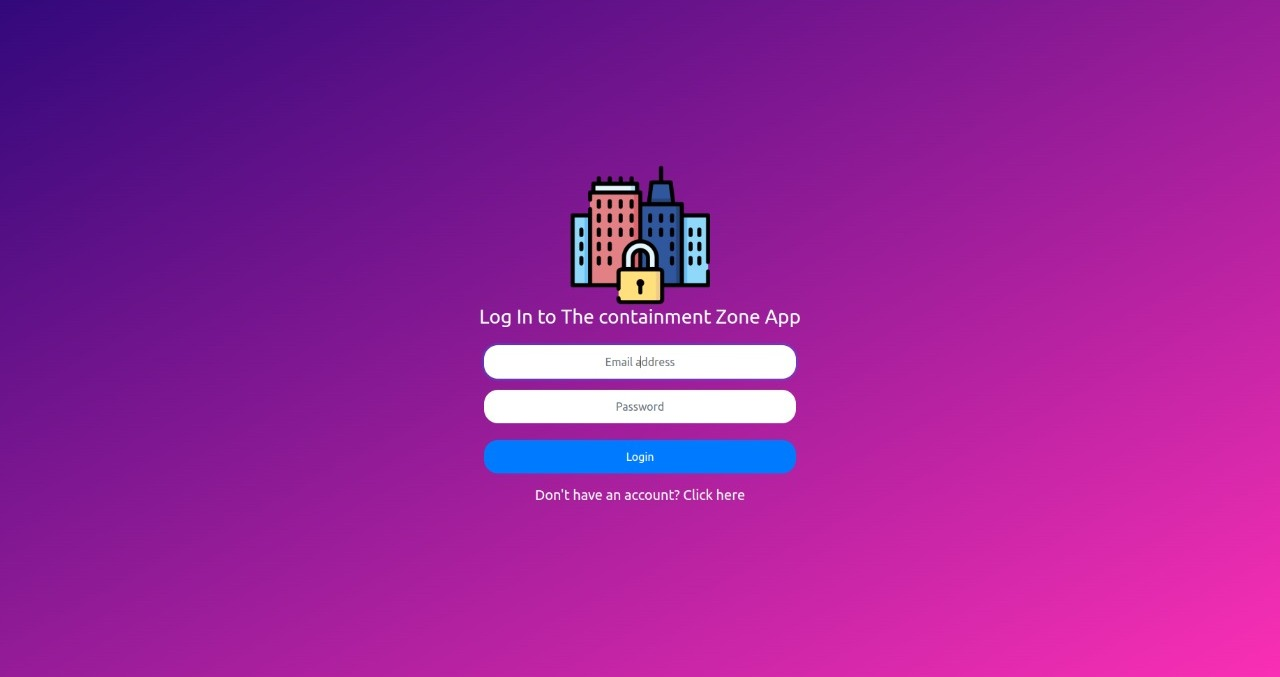 Log In to The containment Zone App
Email address
Password
Login
Don't have an account? Click here